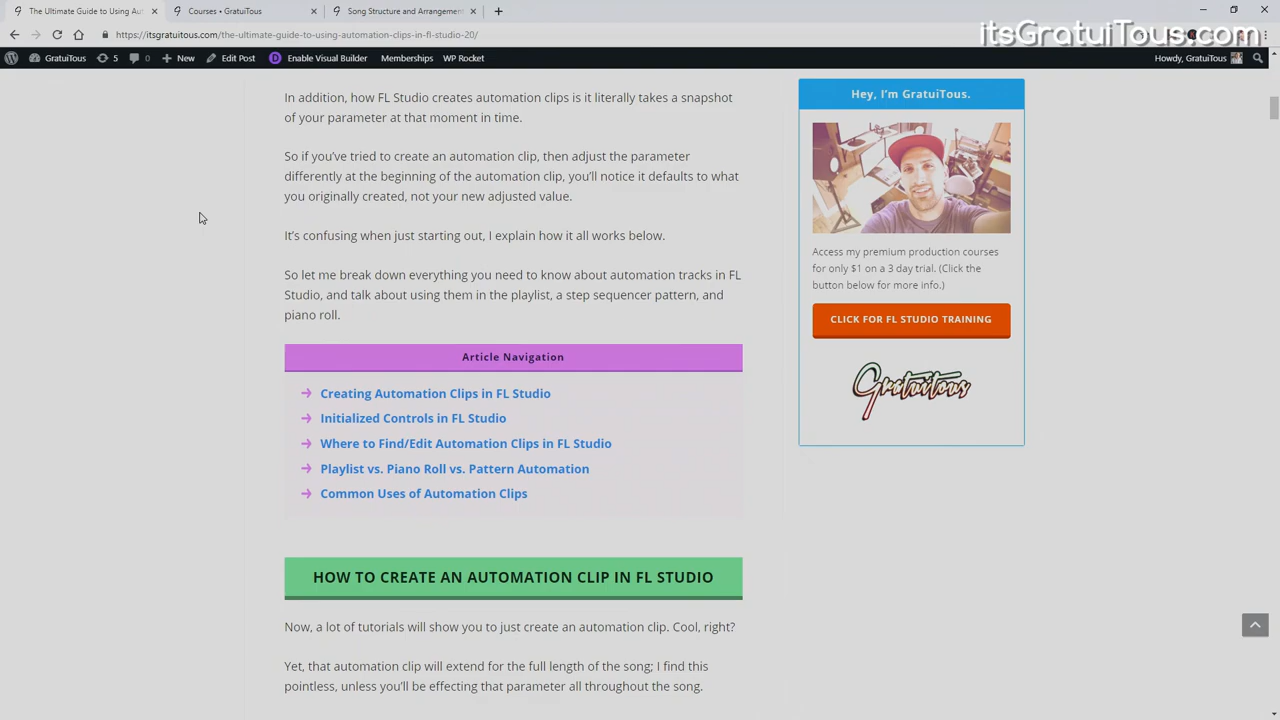 The Ultimate Guide to Using Au
Courses • GratuiTous
Song Structure and Arrangement
itsGratuiTous.com
https://itsgratuitous.com/the-ultimate-guide-to-using-automation-clips-in-fl-studio-20/
GratuiTous
5
0
New
Edit Post
Enable Visual Builder
Memberships
WP Rocket
Howdy, GratuiTous
In addition, how FL Studio creates automation clips is it literally takes a snapshot
of your parameter at that moment in time.
So if you've tried to create an automation clip, then adjust the parameter
differently at the beginning of the automation clip, you'll notice it defaults to what
you originally created, not your new adjusted value.
It's confusing when just starting out, I explain how it all works below.
So let me break down everything you need to know about automation tracks in FL
Studio, and talk about using them in the playlist, a step sequencer pattern, and
piano roll.
Article Navigation
Creating Automation Clips in FL Studio
Initialized Controls in FL Studio
Where to Find/Edit Automation Clips in FL Studio
Playlist vs. Piano Roll vs. Pattern Automation
Common Uses of Automation Clips
HOW TO CREATE AN AUTOMATION CLIP IN FL STUDIO
Now, a lot of tutorials will show you to just create an automation clip. Cool, right?
Yet, that automation clip will extend for the full length of the song; I find this
pointless, unless you'll be effecting that parameter all throughout the song.
Hey, I'm GratuiTous.
Access my premium production courses
for only $1 on a 3 day trial. (Click the
button below for more info.)
CLICK FOR FL STUDIO TRAINING
Gratuitous